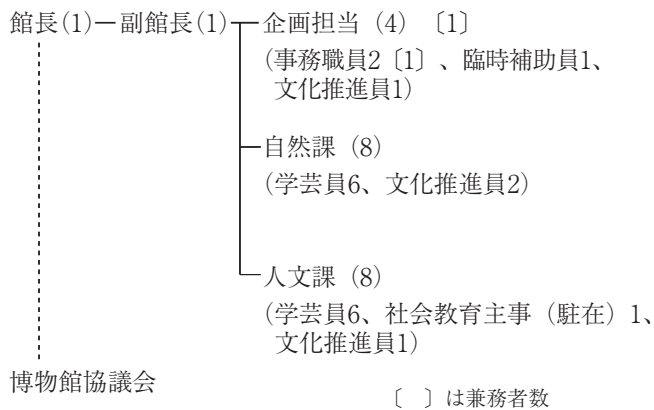 館長(1)ー副館長(1)ー企画担当（4）〔1〕
(事務職員2〔1〕、臨時補助員1、
文化推進員1)
自然課（8）
(学芸員6、文化推進員2)
人文課（8）
(学芸員6、社会教育主事（駐在）1、
文化推進員1)
博物館協議会
〔　〕は兼務者数